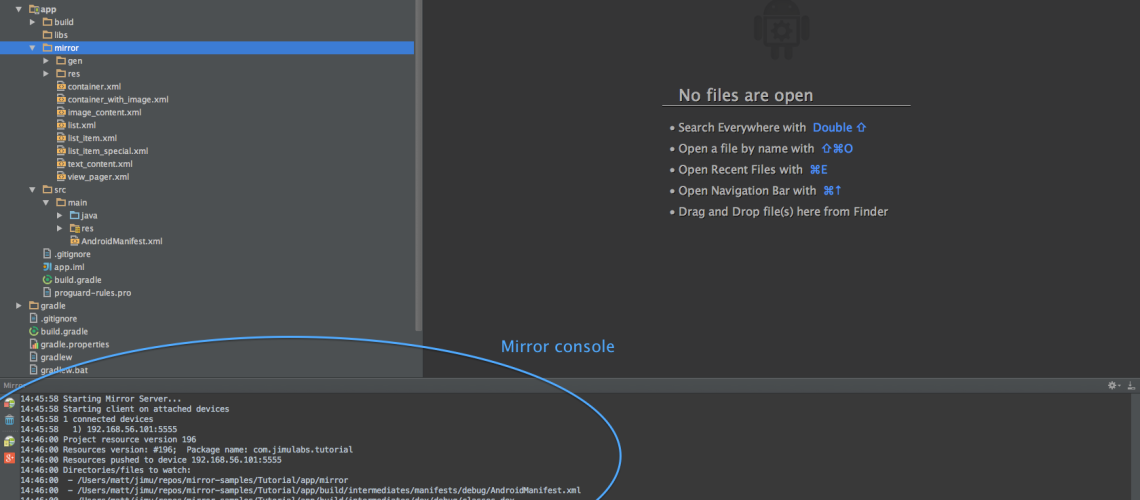 app
build
libs
mirror
gen
res
container.xml
container_with_image.xml
image_content.xml
list.xml
list_item.xml
list_item_special.xml
text_content.xml
view_pager.xml
src
main
java
res
AndroidManifest.xml
.gitignore
app.iml
build.gradle
proguard-rules.pro
gradle
.gitignore
build.gradle
gradle.properties
gradlew
gradlew.bat
No files are open
• Search Everywhere with Double ⇧
• Open a file by name with ⇧⌘O
• Open Recent Files with ⌘E
• Open Navigation Bar with ⌘↑
• Drag and Drop file(s) here from Finder
Mirror console
Mirror
14:45:58 Starting Mirror Server...
14:45:58 Starting client on attached devices
14:45:58 1 connected devices
14:45:58 1) 192.168.56.101:5555
14:46:00 Project resource version 196
14:46:00 Resources version: #196; Package name: com.jimulabs.tutorial
14:46:00 Resources pushed to device 192.168.56.101:5555
14:46:00 Directories/files to watch:
14:46:00 - /Users/matt/jimu/repos/mirror-samples/Tutorial/app/mirror
14:46:00 - /Users/matt/jimu/repos/mirror-samples/Tutorial/app/build/intermediates/manifests/debug/AndroidManifest.xml